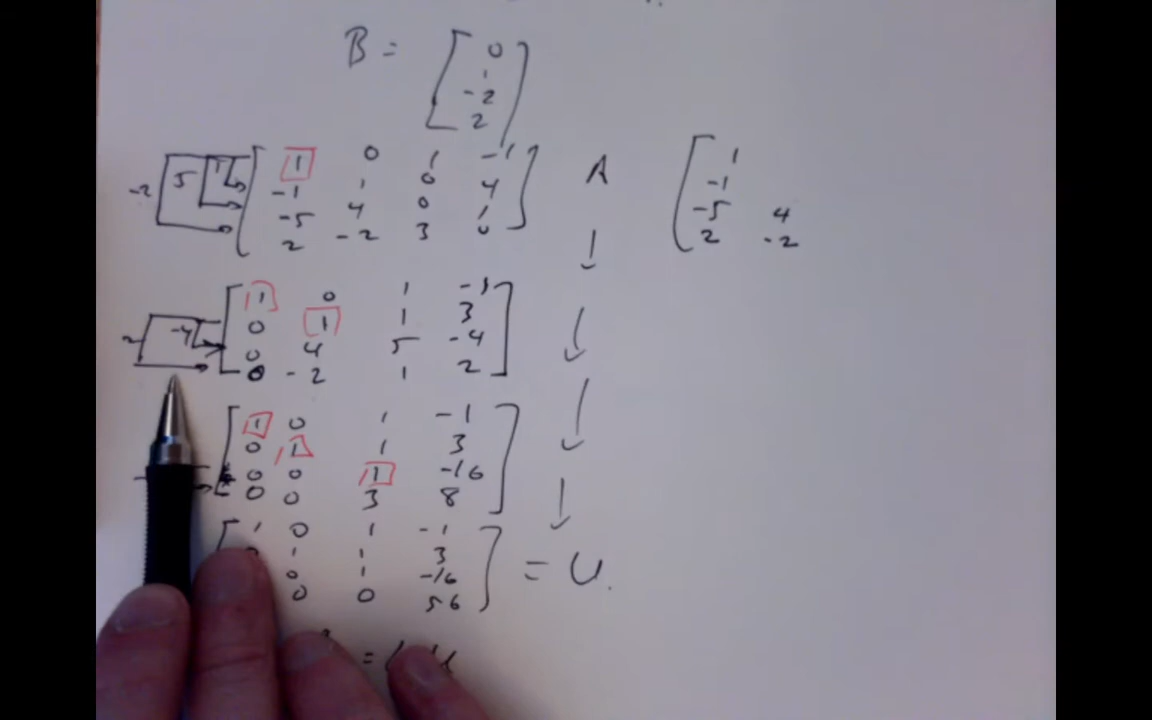 B = [ 0
1
-2
2 ]
-2 5 1 [ 1 0 1 -1 ] A [ 1
-1 1 0 4 -1
-5 4 0 1 -5 4
2 -2 3 0 2 -2
[ 1 0 1 -1 ]
0 1 1 3
2 -4 0 4 5 -4
0 -2 1 2
[ 1 0 1 -1 ]
0 1 1 3
0 0 1 -16
0 0 3 8
[ 1 0 1 -1 ]
1 1 3
0 1 -16 = U.
0 0 56
=